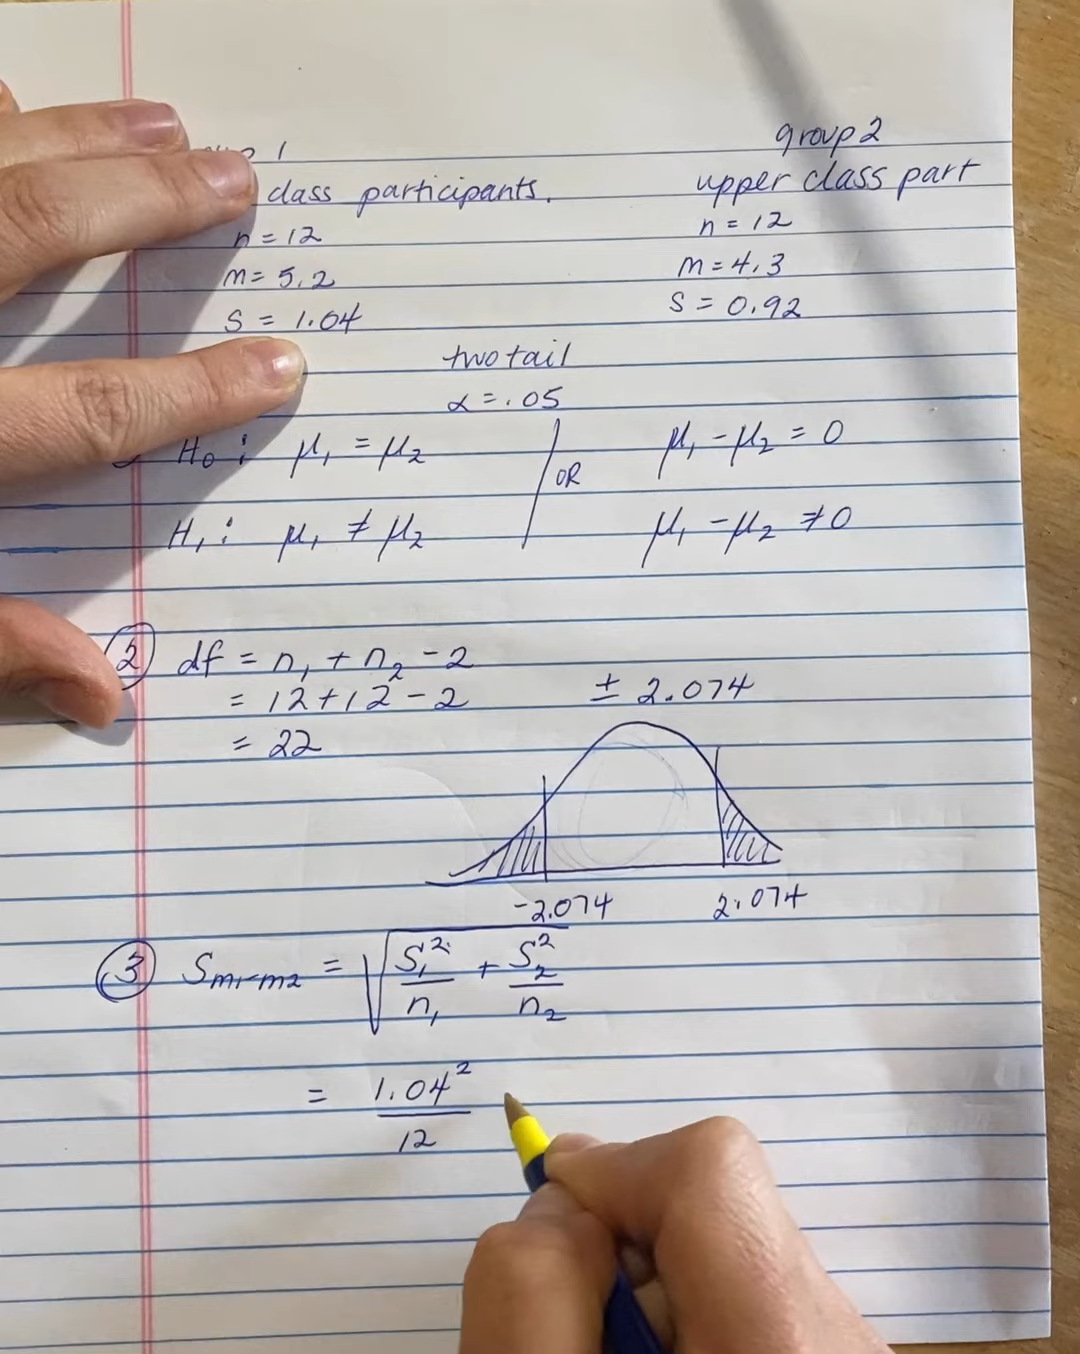 1
group 2
class participants.
upper class part
n = 12
n = 12
m = 5.2
m = 4.3
S = 1.04
S = 0.92
two tail
α = .05
H₀ : μ₁ = μ₂ OR μ₁ - μ₂ = 0
H₁ : μ₁ ≠ μ₂ μ₁ - μ₂ ≠ 0
② df = n₁ + n₂ - 2
= 12 + 12 - 2
± 2.074
= 22
-2.074 2.074
③ Sm₁-m₂ = √(S₁²/n₁ + S₂²/n₂)
= 1.04²/12